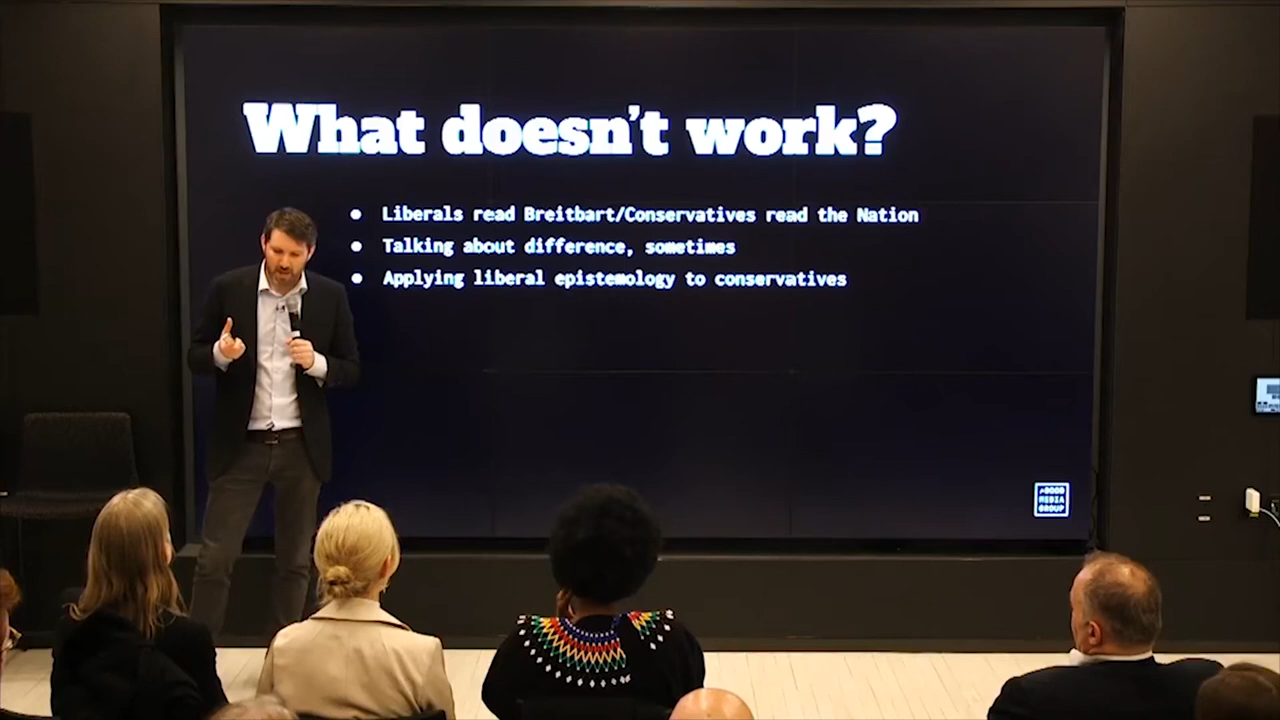 What doesn't work?
Liberals read Breitbart/Conservatives read the Nation
Talking about difference, sometimes
Applying liberal epistemology to conservatives
GOOD
MEDIA
GROUP